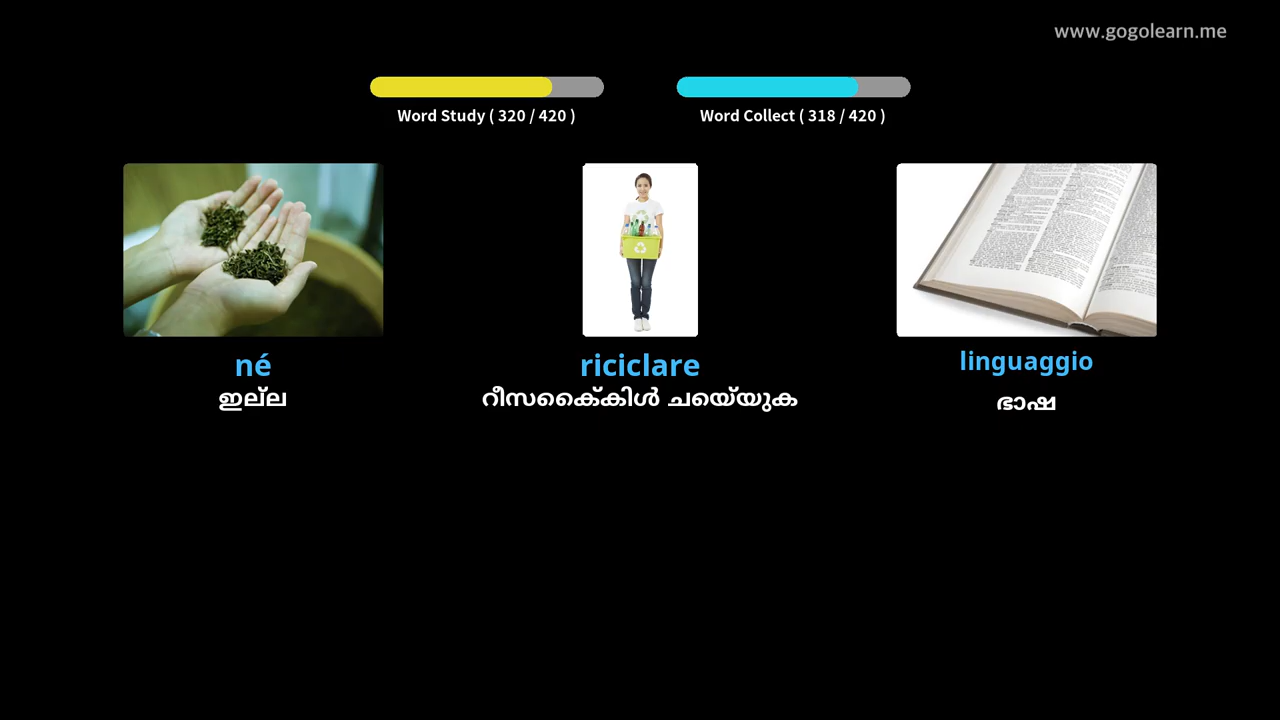 www.gogolearn.me
Word Study ( 320 / 420 )
Word Collect ( 318 / 420 )
né
riciclare
linguaggio
ഇല്ല
റീസൈക്കിൾ ചെയ്യുക
ഭാഷ